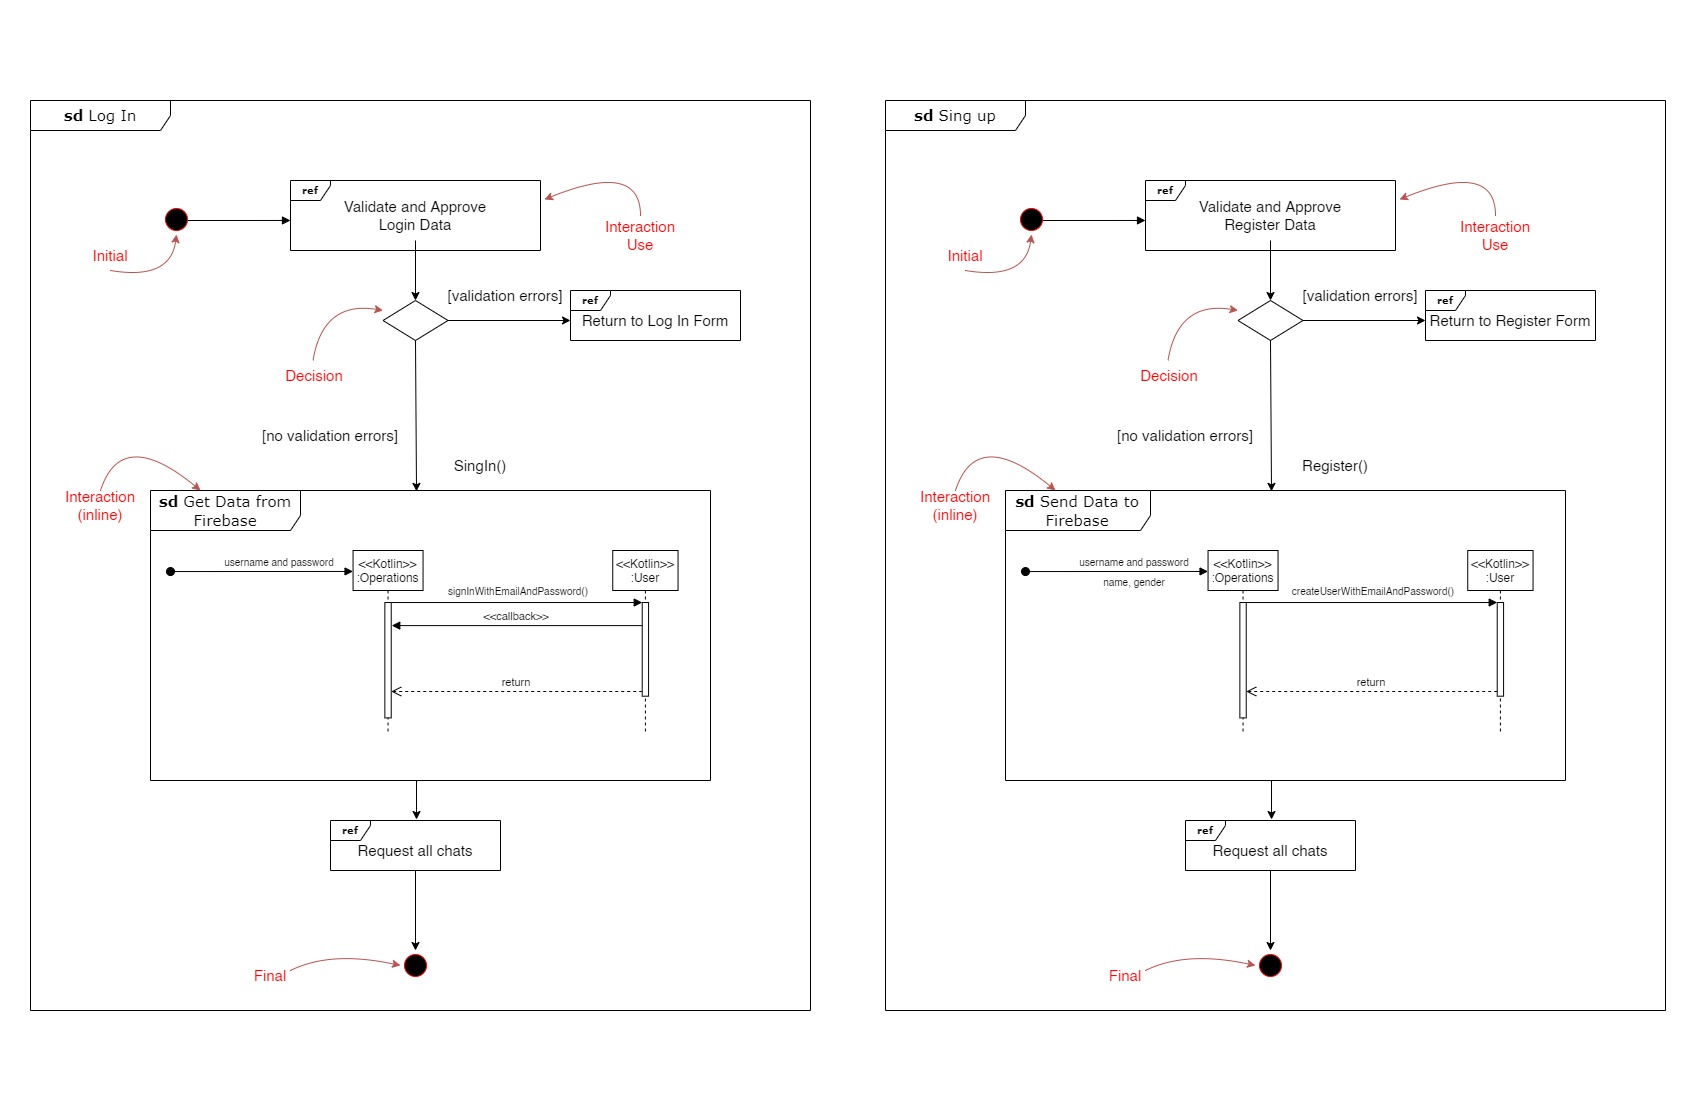 sd Log In
ref
Validate and Approve
Login Data
Interaction
Use
Initial
[validation errors]
ref
Return to Log In Form
Decision
[no validation errors]
SingIn()
Interaction
(inline)
sd Get Data from
Firebase
username and password
<<Kotlin>>
:Operations
<<Kotlin>>
:User
signInWithEmailAndPassword()
<<callback>>
return
ref
Request all chats
Final
sd Sing up
ref
Validate and Approve
Register Data
Interaction
Use
Initial
[validation errors]
ref
Return to Register Form
Decision
[no validation errors]
Register()
Interaction
(inline)
sd Send Data to
Firebase
username and password
name, gender
<<Kotlin>>
:Operations
<<Kotlin>>
:User
createUserWithEmailAndPassword()
return
ref
Request all chats
Final